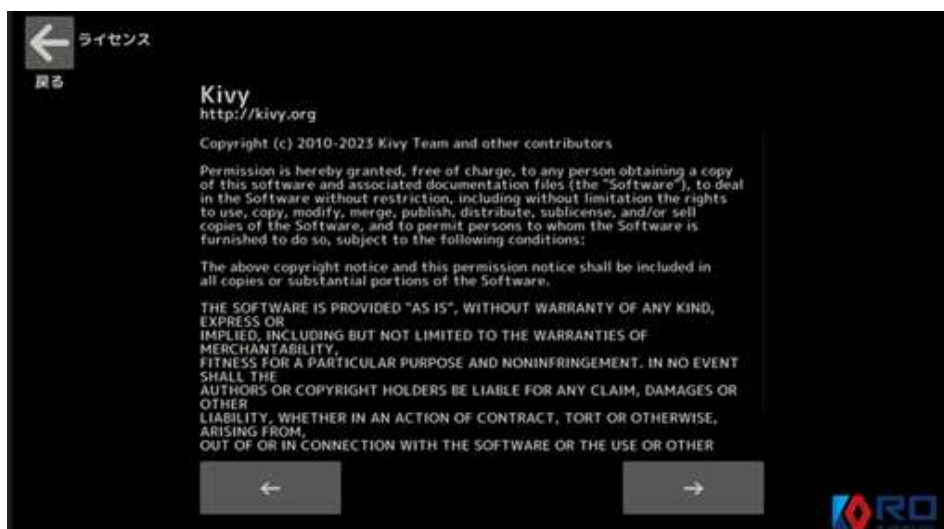 ライセンス
戻る
Kivy
http://kivy.org
Copyright (c) 2010-2023 Kivy Team and other contributors
Permission is hereby granted, free of charge, to any person obtaining a copy
of this software and associated documentation files (the "Software"), to deal
in the Software without restriction, including without limitation the rights
to use, copy, modify, merge, publish, distribute, sublicense, and/or sell
copies of the Software, and to permit persons to whom the Software is
furnished to do so, subject to the following conditions:
The above copyright notice and this permission notice shall be included in
all copies or substantial portions of the Software.
THE SOFTWARE IS PROVIDED "AS IS", WITHOUT WARRANTY OF ANY KIND,
EXPRESS OR
IMPLIED, INCLUDING BUT NOT LIMITED TO THE WARRANTIES OF
MERCHANTABILITY,
FITNESS FOR A PARTICULAR PURPOSE AND NONINFRINGEMENT. IN NO EVENT
SHALL THE
AUTHORS OR COPYRIGHT HOLDERS BE LIABLE FOR ANY CLAIM, DAMAGES OR
OTHER
LIABILITY, WHETHER IN AN ACTION OF CONTRACT, TORT OR OTHERWISE,
ARISING FROM,
OUT OF OR IN CONNECTION WITH THE SOFTWARE OR THE USE OR OTHER